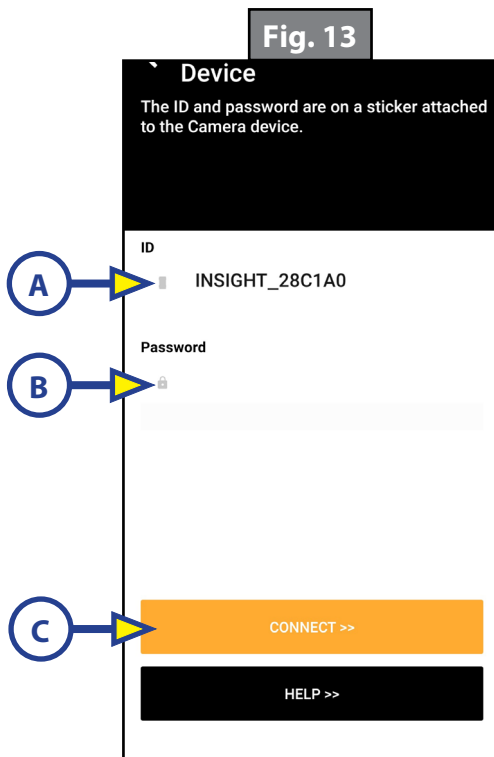 Fig. 13
Device
The ID and password are on a sticker attached
to the Camera device.
ID
A
INSIGHT_28C1A0
Password
B
C
CONNECT >>
HELP >>